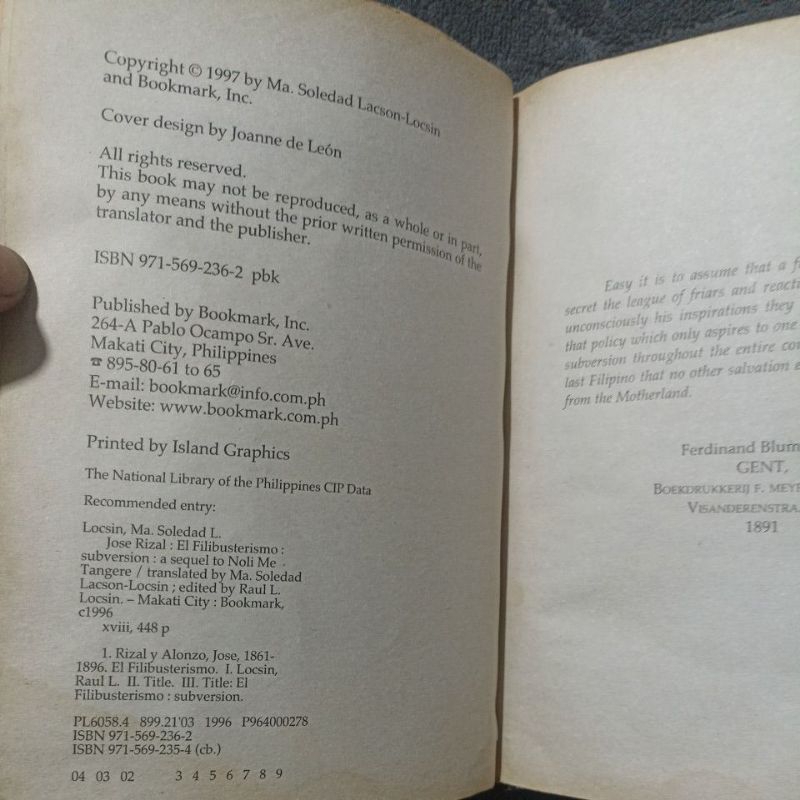 Copyright © 1997 by Ma. Soledad Lacson-Locsin
and Bookmark, Inc.
Cover design by Joanne de León
All rights reserved.
This book may not be reproduced, as a whole or in part,
by any means without the prior written permission of the
translator and the publisher.
ISBN 971-569-236-2 pbk
Published by Bookmark, Inc.
264-A Pablo Ocampo Sr. Ave.
Makati City, Philippines
☎ 895-80-61 to 65
E-mail: bookmark@info.com.ph
Website: www.bookmark.com.ph
Printed by Island Graphics
The National Library of the Philippines CIP Data
Recommended entry:
Locsin, Ma. Soledad L.
Jose Rizal : El Filibusterismo :
subversion : a sequel to Noli Me
Tangere / translated by Ma. Soledad
Lacson-Locsin ; edited by Raul L.
Locsin. – Makati City : Bookmark,
c1996
xviii, 448 p
1. Rizal y Alonzo, Jose, 1861-
1896. El Filibusterismo. I. Locsin,
Raul L. II. Title. III. Title: El
Filibusterismo : subversion.
PL6058.4 899.21'03 1996 P964000278
ISBN 971-569-236-2
ISBN 971-569-235-4 (cb.)
04 03 02 3 4 5 6 7 8 9
Easy it is to assume that a
secret the league of friars and
unconsciously his inspirations they
that policy which only aspires to one
subversion throughout the entire
last Filipino that no other salvation
from the Motherland.
Ferdinand
GENT,
BOEKDRUKKERIJ F.
1891